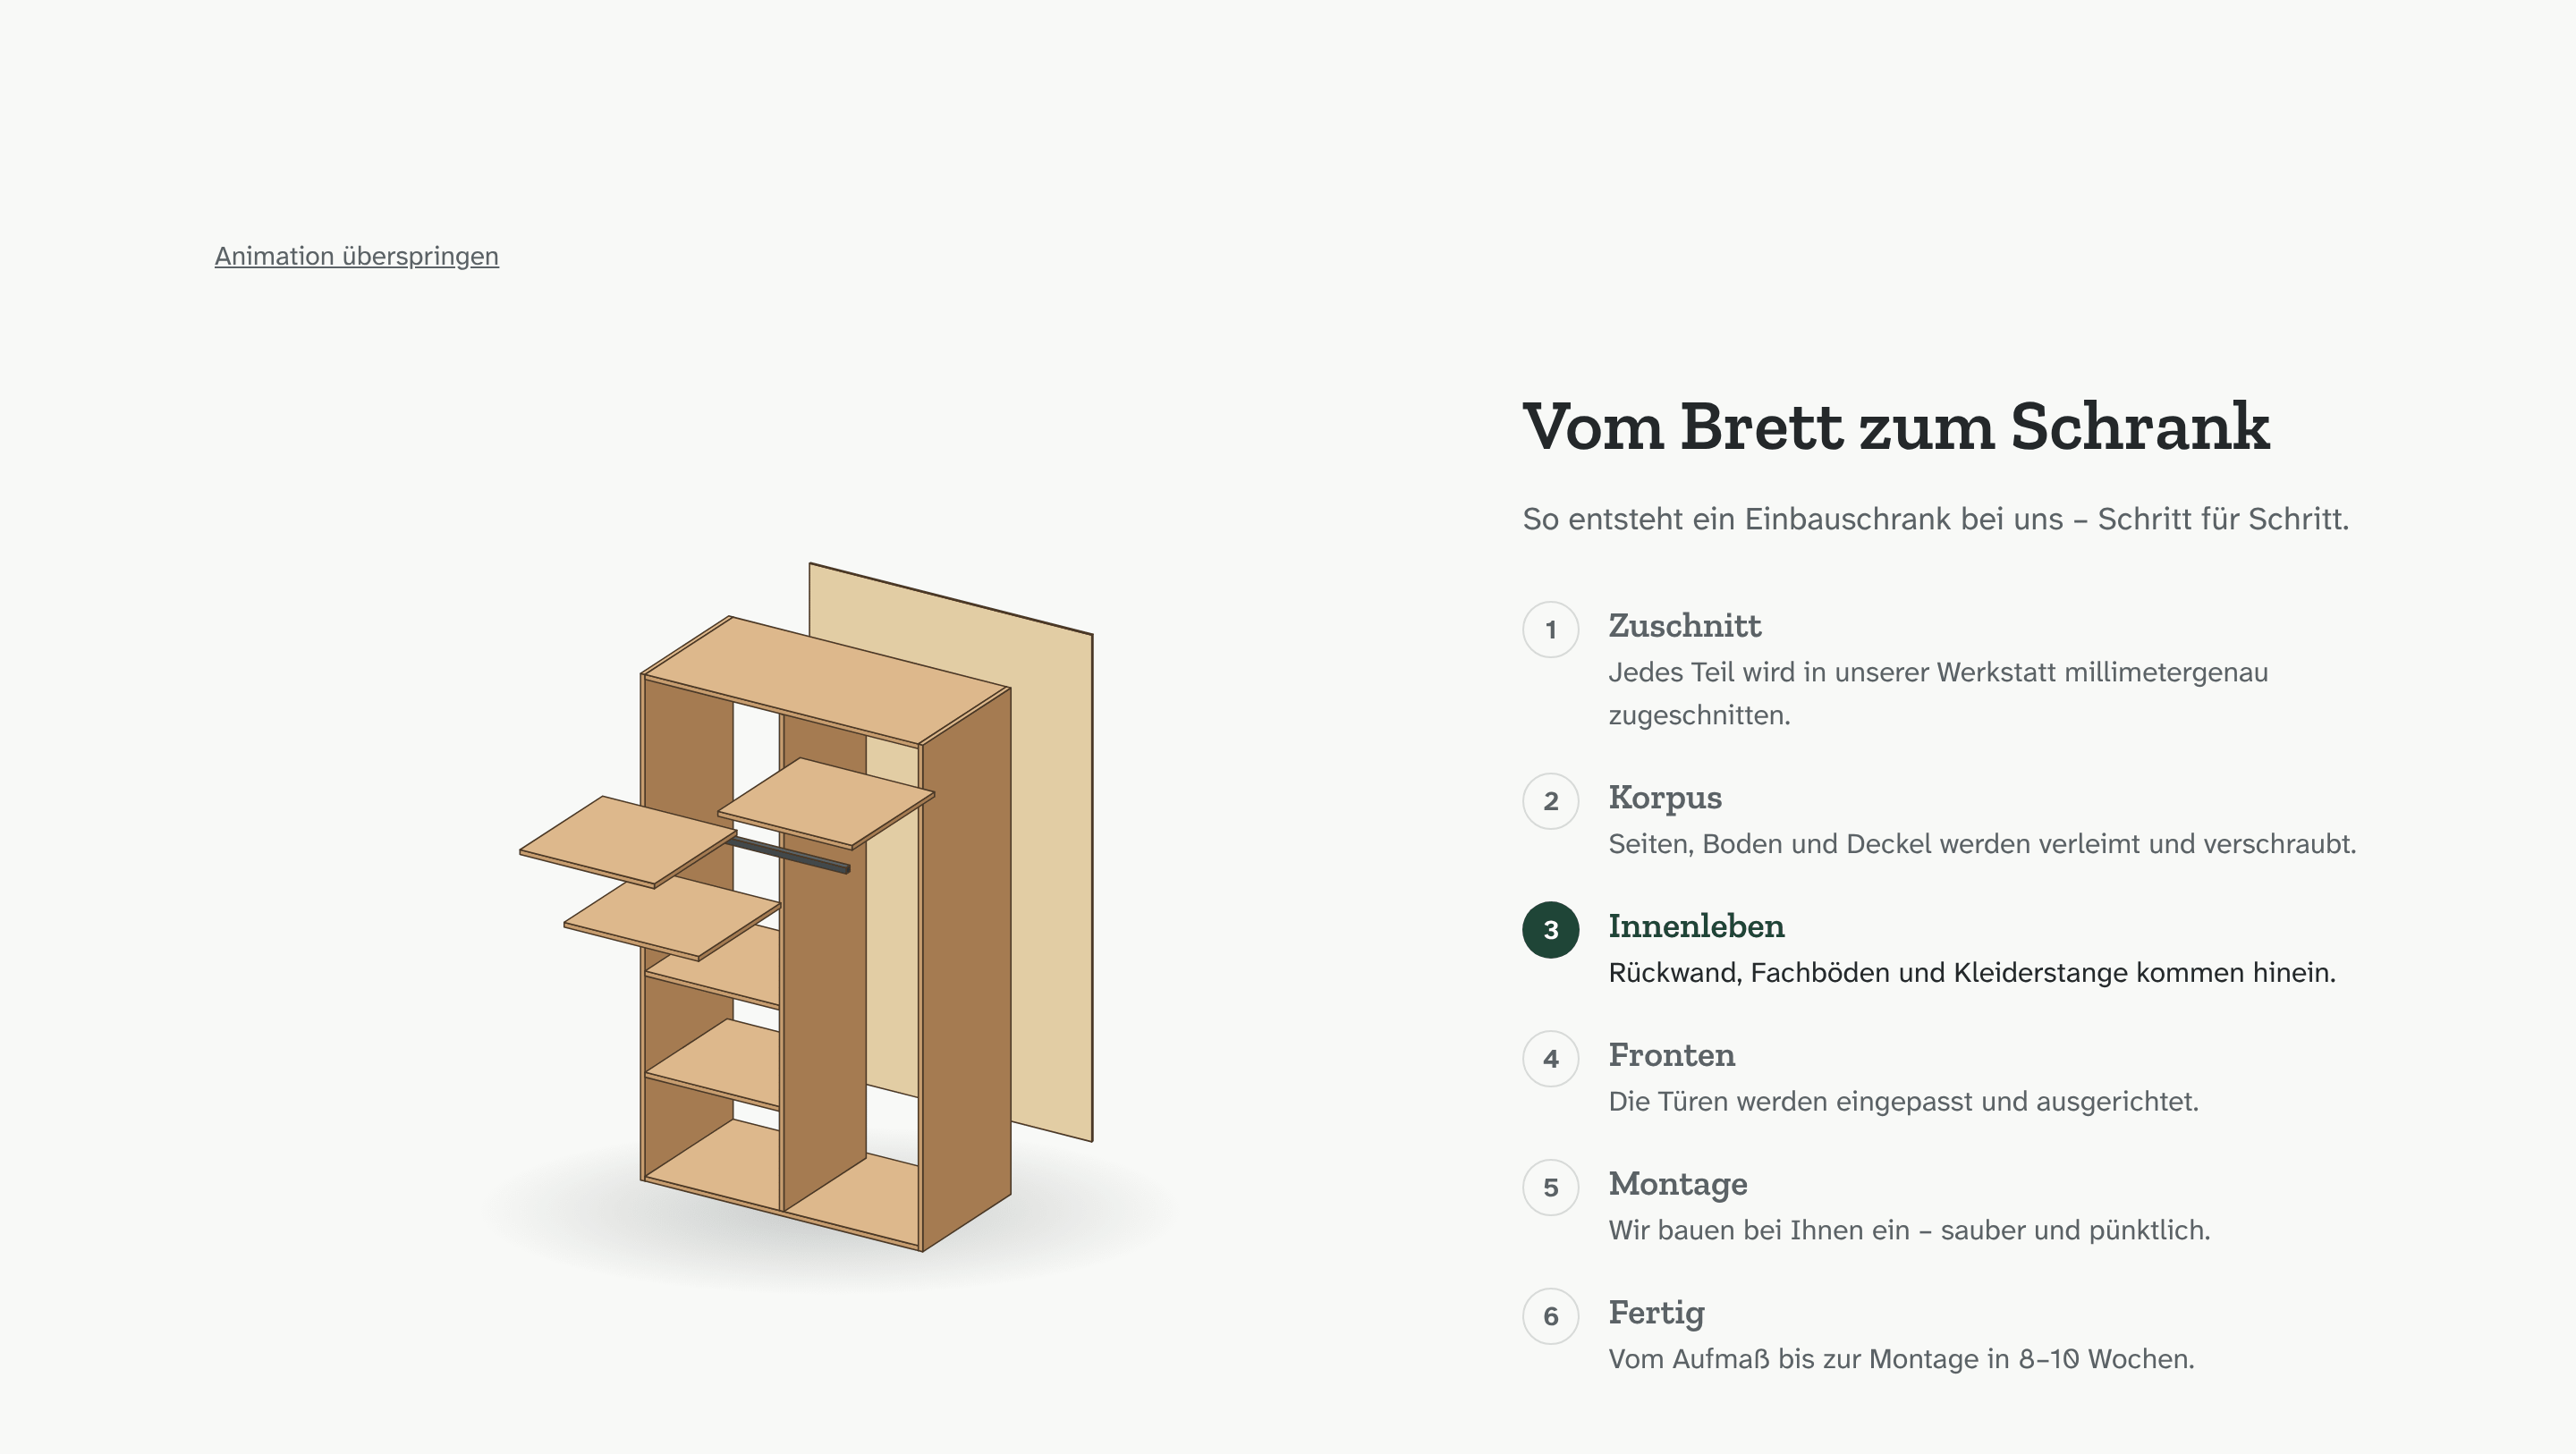 Animation überspringen
Vom Brett zum Schrank
So entsteht ein Einbauschrank bei uns – Schritt für Schritt.
1
Zuschnitt
Jedes Teil wird in unserer Werkstatt millimetergenau
zugeschnitten.
2
Korpus
Seiten, Boden und Deckel werden verleimt und verschraubt.
3
Innenleben
Rückwand, Fachböden und Kleiderstange kommen hinein.
4
Fronten
Die Türen werden eingepasst und ausgerichtet.
5
Montage
Wir bauen bei Ihnen ein – sauber und pünktlich.
6
Fertig
Vom Aufmaß bis zur Montage in 8–10 Wochen.